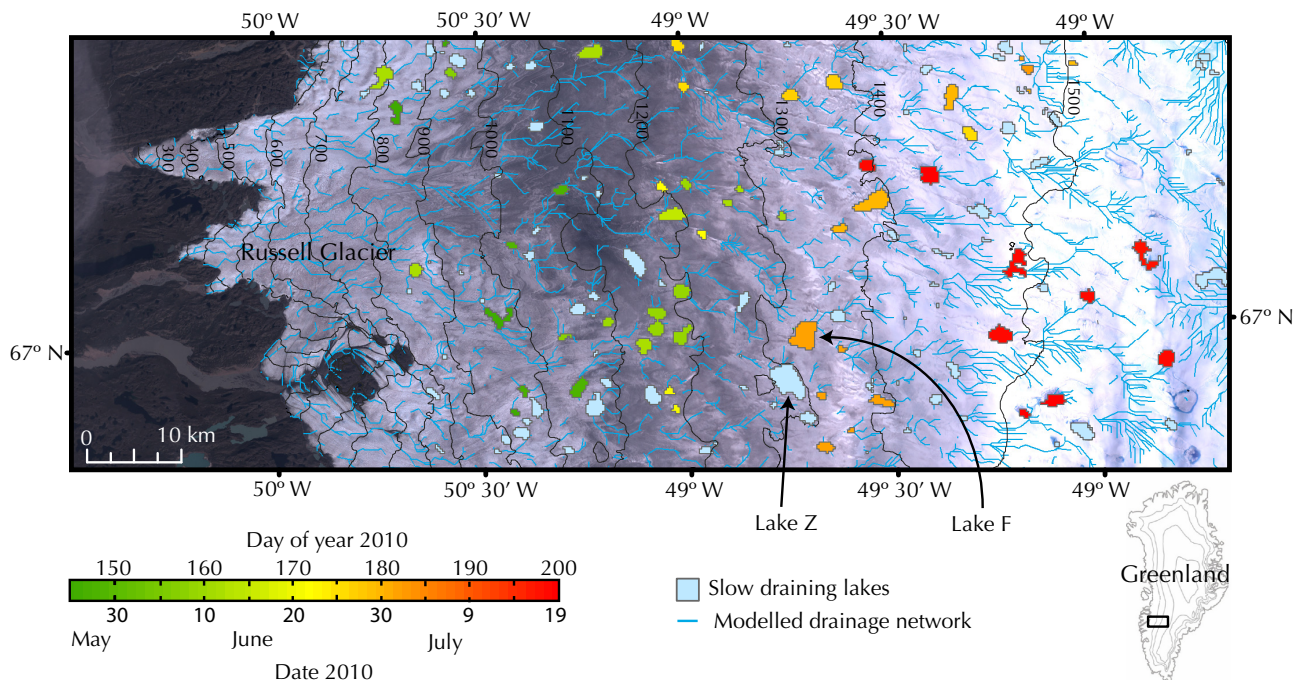 50º W 50º 30′ W 49º W 49º 30′ W 49º W
300 400 500 600 700 800 900 1000 1100 1200 1300 1400 1500
Russell Glacier
67º N
67º N
0 10 km
50º W 50º 30′ W 49º W 49º 30′ W 49º W
Lake Z
Lake F
Day of year 2010
150 160 170 180 190 200
30 10 20 30 9 19
May June July
Date 2010
Slow draining lakes
Modelled drainage network
Greenland